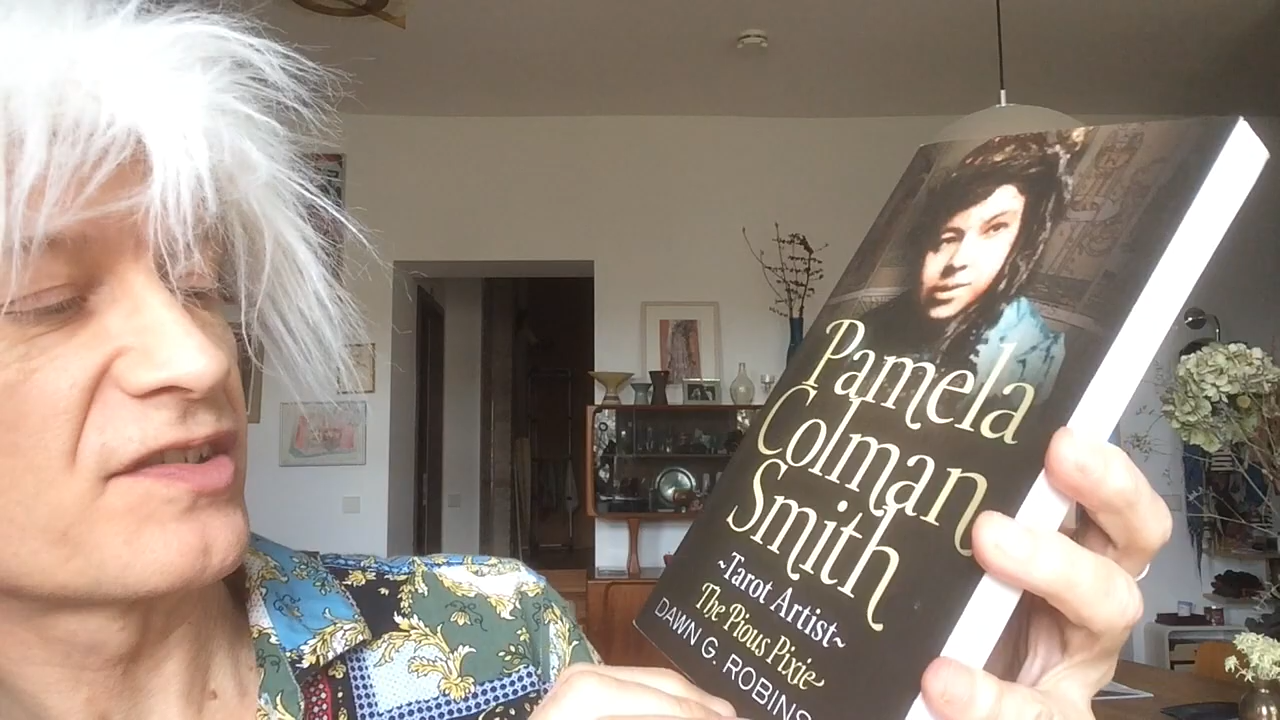 Pamela
Colman
Smith
~Tarot Artist~
The Pious Pixie
DAWN G. ROBINS